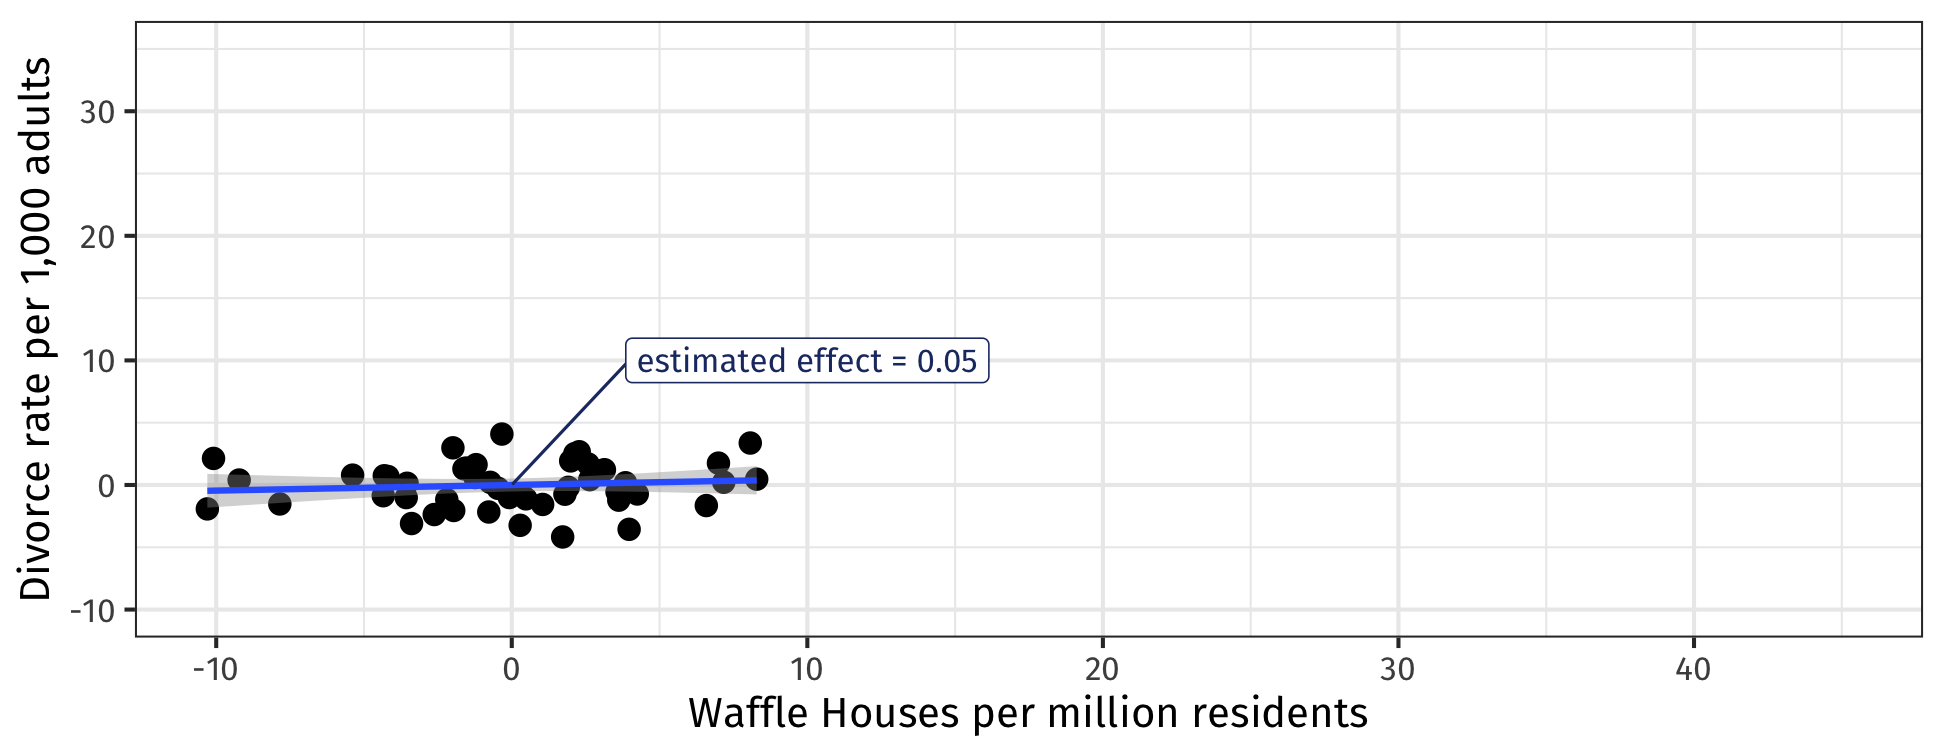 Divorce rate per 1,000 adults
30
20
10
0
-10
estimated effect = 0.05
-10 0 10 20 30 40
Waffle Houses per million residents